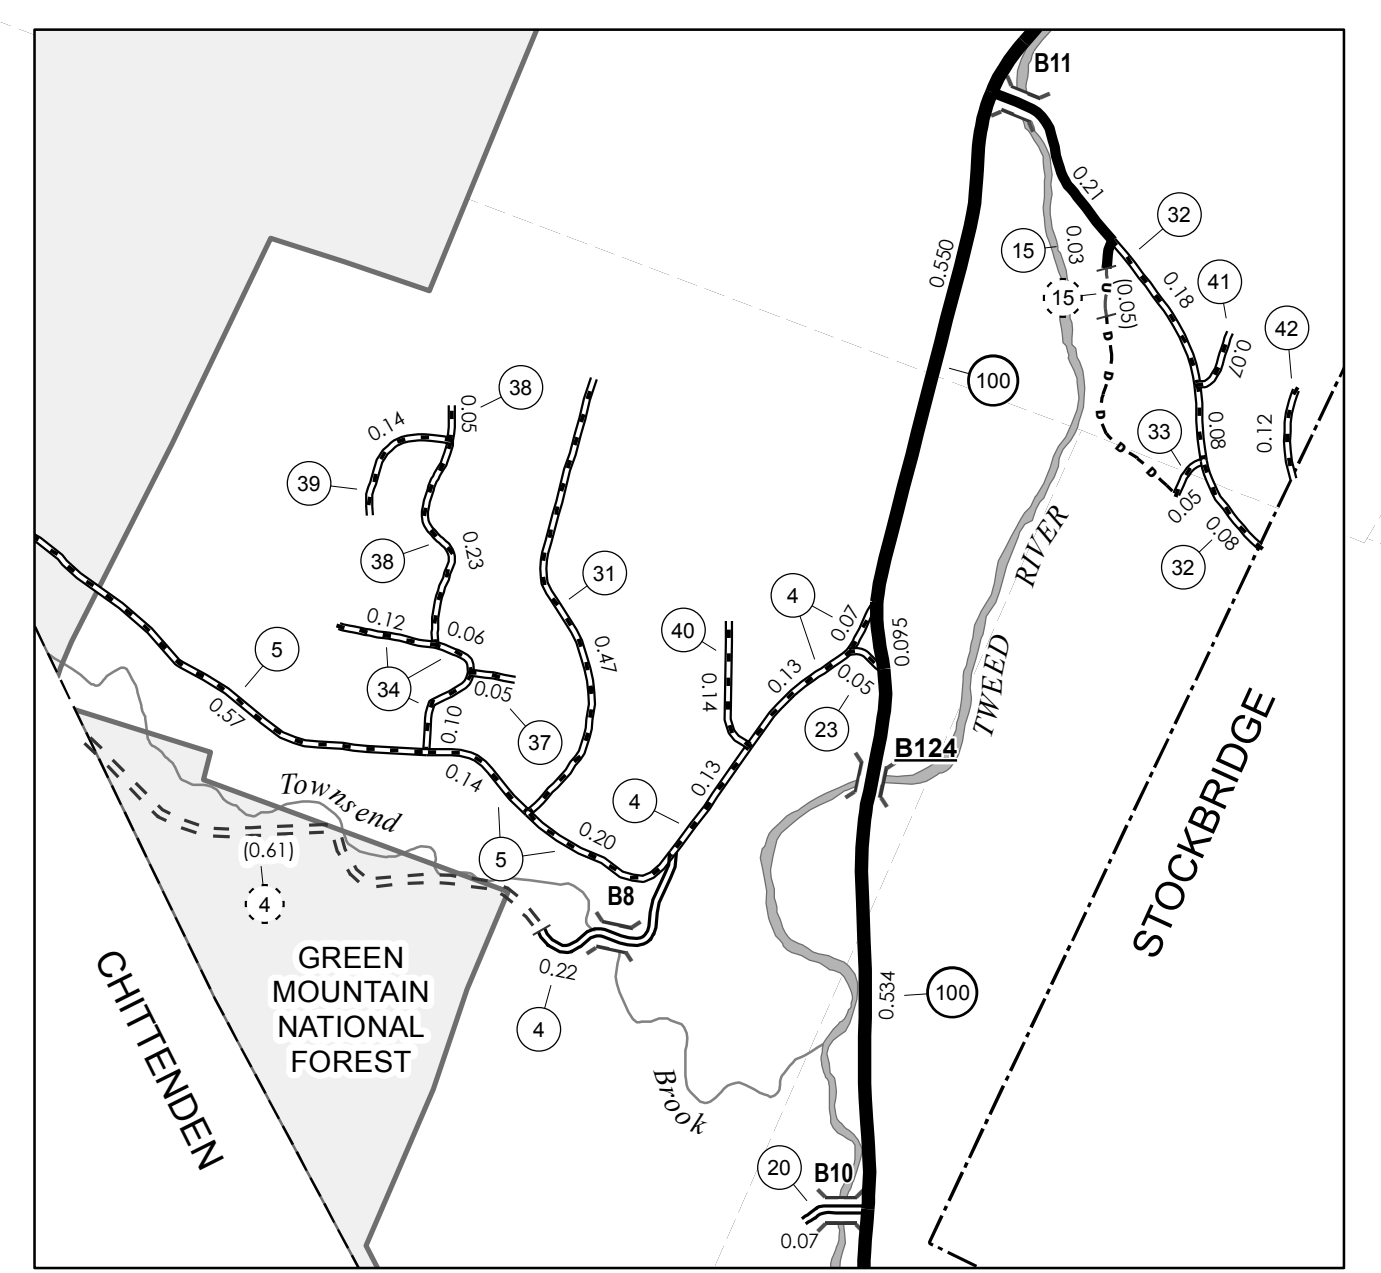 B11
0.21
32
15
0.03
0.550
15
U
(0.05)
0.18
41
42
D
0.07
D
100
38
0.05
0.14
D
33
0.08
0.12
D
D
D
39
0.05
0.08
32
38
0.23
RIVER
31
4
0.12
0.06
40
0.07
0.095
5
0.47
34
0.05
0.14
0.13
0.05
TWEED
0.57
0.10
37
23
B124
STOCKBRIDGE
0.14
0.13
Townsend
4
0.20
(0.61)
5
B8
4
GREEN
MOUNTAIN
NATIONAL
FOREST
0.22
4
0.534
100
CHITTENDEN
Brook
20
B10
0.07